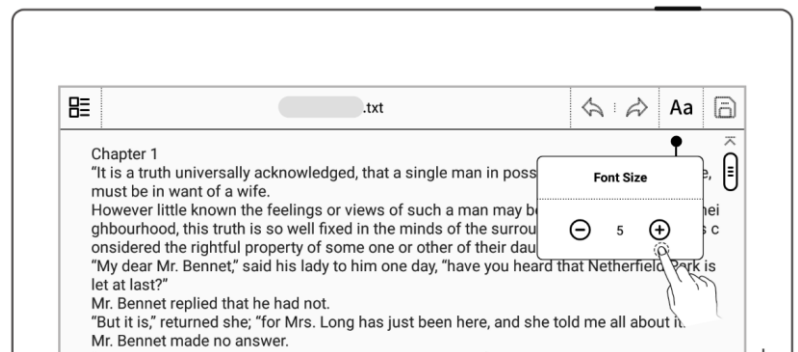 .txt
Aa
Chapter 1
“It is a truth universally acknowledged, that a single man in poss e,
must be in want of a wife.
However little known the feelings or views of such a man may be nei
ghbourhood, this truth is so well fixed in the minds of the surrou s c
onsidered the rightful property of some one or other of their dau
“My dear Mr. Bennet,” said his lady to him one day, “have you heard that Netherfield Park is
let at last?”
Mr. Bennet replied that he had not.
“But it is,” returned she; “for Mrs. Long has just been here, and she told me all about it.
Mr. Bennet made no answer.
Font Size
5